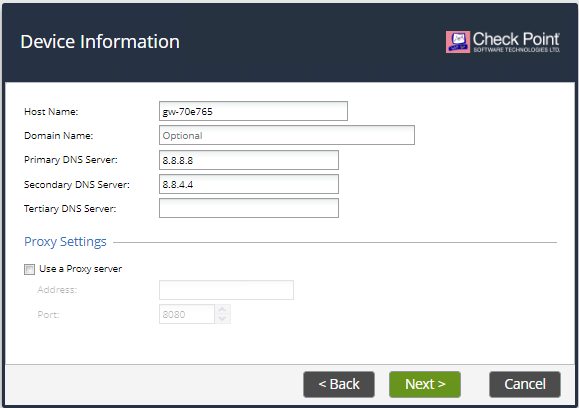 Device Information
Check Point
SOFTWARE TECHNOLOGIES LTD.
Host Name: gw-70e765
Domain Name: Optional
Primary DNS Server: 8.8.8.8
Secondary DNS Server: 8.8.4.4
Tertiary DNS Server:
Proxy Settings
Use a Proxy server
Address:
Port: 8080
< Back Next > Cancel